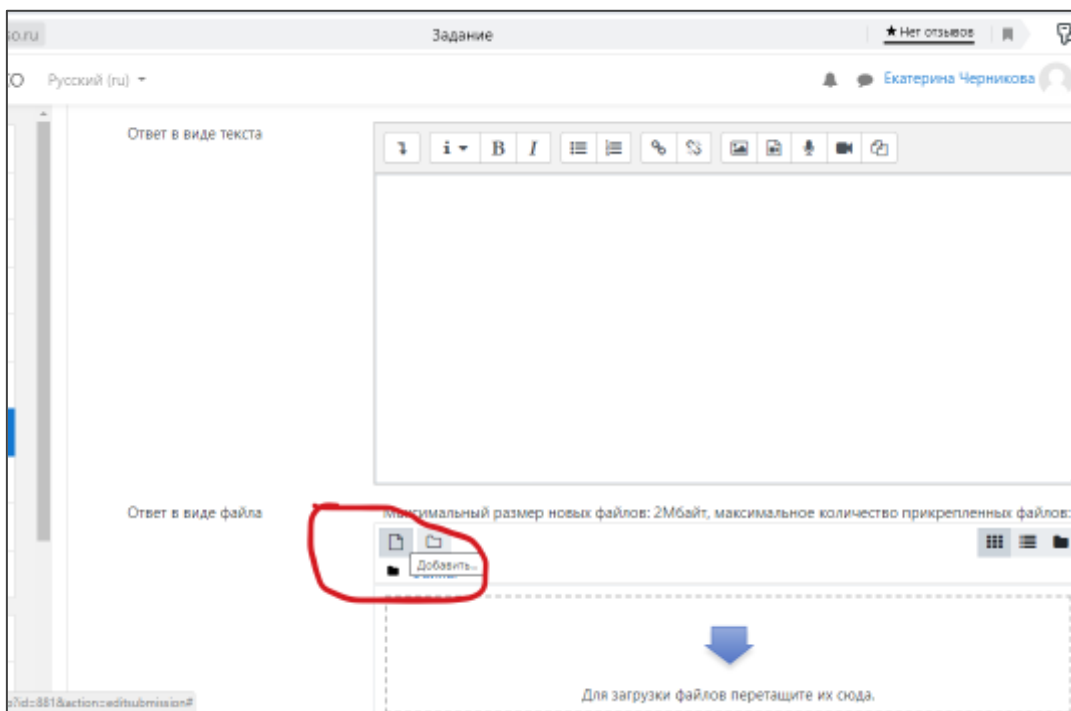 so.ru Задание ★ Нет отзывов
Русский (ru) Екатерина Черникова
Ответ в виде текста
i B I
Ответ в виде файла Максимальный размер новых файлов: 2Мбайт, максимальное количество прикрепленных файлов:
Добавить...
Для загрузки файлов перетащите их сюда.
?id=881&action=editsubmission#